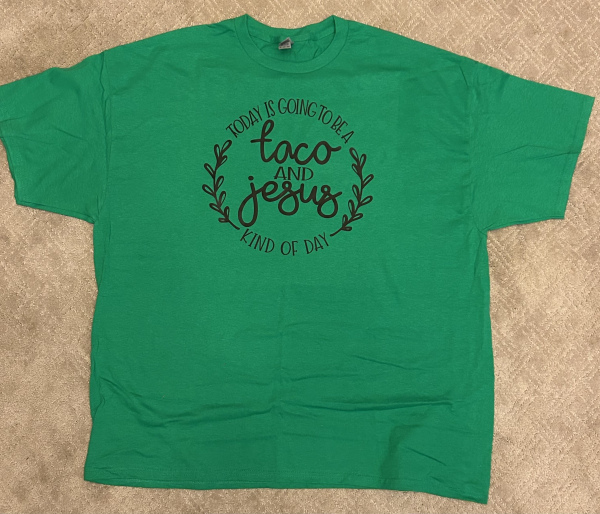 TODAY IS GOING TO BE A
taco
AND
jesus
KIND OF DAY